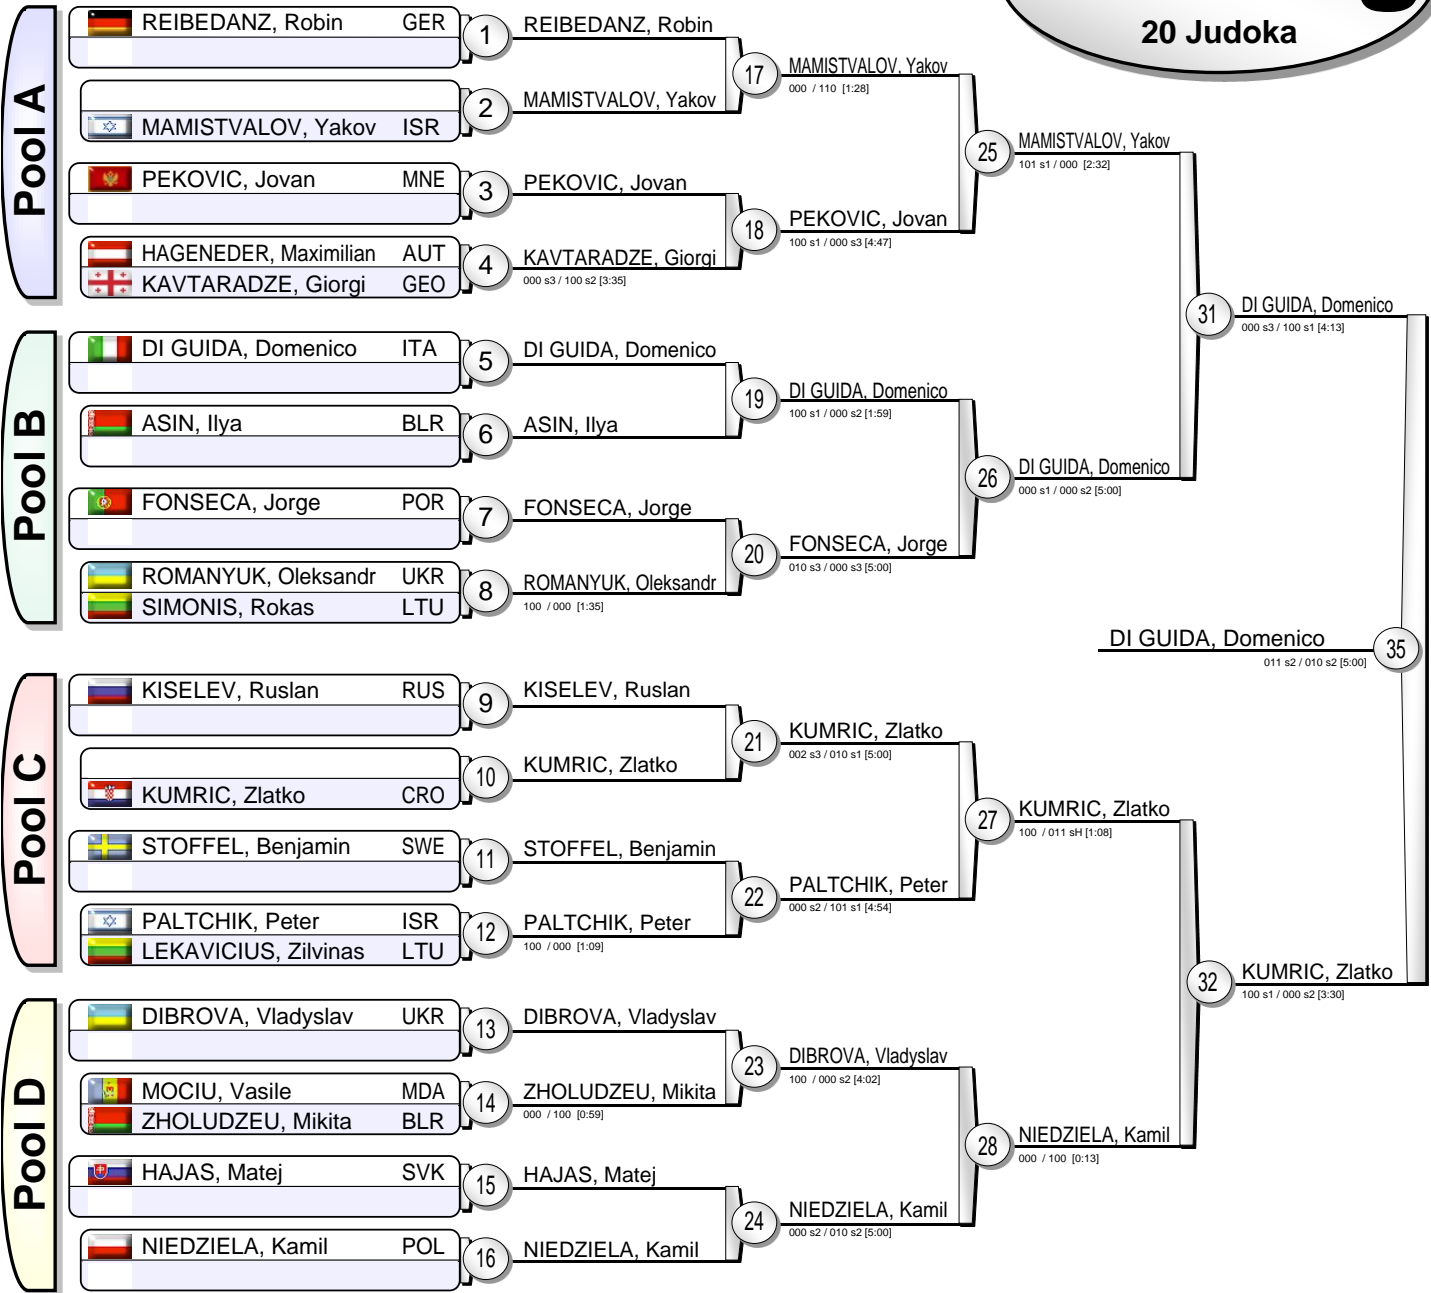 20 Judoka
Pool A
REIBEDANZ, Robin GER
1
REIBEDANZ, Robin
MAMISTVALOV, Yakov ISR
2
MAMISTVALOV, Yakov
17
MAMISTVALOV, Yakov
000 / 110 [1:28]
PEKOVIC, Jovan MNE
3
PEKOVIC, Jovan
HAGENEDER, Maximilian AUT
KAVTARADZE, Giorgi GEO
4
KAVTARADZE, Giorgi
000 s3 / 100 s2 [3:35]
18
PEKOVIC, Jovan
100 s1 / 000 s3 [4:47]
25
MAMISTVALOV, Yakov
101 s1 / 000 [2:32]
Pool B
DI GUIDA, Domenico ITA
5
DI GUIDA, Domenico
ASIN, Ilya BLR
6
ASIN, Ilya
19
DI GUIDA, Domenico
100 s1 / 000 s2 [1:59]
FONSECA, Jorge POR
7
FONSECA, Jorge
ROMANYUK, Oleksandr UKR
SIMONIS, Rokas LTU
8
ROMANYUK, Oleksandr
100 / 000 [1:35]
20
FONSECA, Jorge
010 s3 / 000 s3 [5:00]
26
DI GUIDA, Domenico
000 s1 / 000 s2 [5:00]
31
DI GUIDA, Domenico
000 s3 / 100 s1 [4:13]
DI GUIDA, Domenico
011 s2 / 010 s2 [5:00]
35
Pool C
KISELEV, Ruslan RUS
9
KISELEV, Ruslan
KUMRIC, Zlatko CRO
10
KUMRIC, Zlatko
21
KUMRIC, Zlatko
002 s3 / 010 s1 [5:00]
STOFFEL, Benjamin SWE
11
STOFFEL, Benjamin
PALTCHIK, Peter ISR
LEKAVICIUS, Zilvinas LTU
12
PALTCHIK, Peter
100 / 000 [1:09]
22
PALTCHIK, Peter
000 s2 / 101 s1 [4:54]
27
KUMRIC, Zlatko
100 / 011 sH [1:08]
Pool D
DIBROVA, Vladyslav UKR
13
DIBROVA, Vladyslav
MOCIU, Vasile MDA
ZHOLUDZEU, Mikita BLR
14
ZHOLUDZEU, Mikita
000 / 100 [0:59]
23
DIBROVA, Vladyslav
100 / 000 s2 [4:02]
HAJAS, Matej SVK
15
HAJAS, Matej
NIEDZIELA, Kamil POL
16
NIEDZIELA, Kamil
24
NIEDZIELA, Kamil
000 s2 / 010 s2 [5:00]
28
NIEDZIELA, Kamil
000 / 100 [0:13]
32
KUMRIC, Zlatko
100 s1 / 000 s2 [3:30]